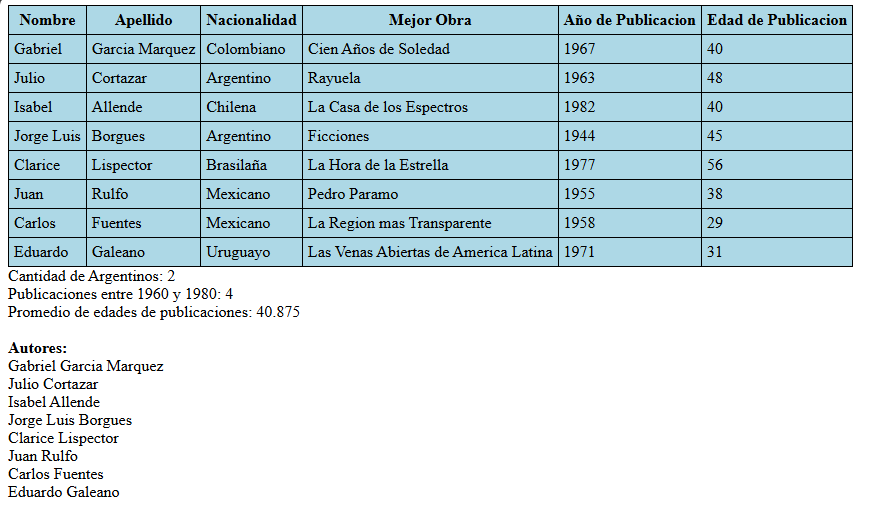 Nombre Apellido Nacionalidad Mejor Obra Año de Publicacion Edad de Publicacion
Gabriel Garcia Marquez Colombiano Cien Años de Soledad 1967 40
Julio Cortazar Argentino Rayuela 1963 48
Isabel Allende Chilena La Casa de los Espectros 1982 40
Jorge Luis Borgues Argentino Ficciones 1944 45
Clarice Lispector Brasilaña La Hora de la Estrella 1977 56
Juan Rulfo Mexicano Pedro Paramo 1955 38
Carlos Fuentes Mexicano La Region mas Transparente 1958 29
Eduardo Galeano Uruguayo Las Venas Abiertas de America Latina 1971 31
Cantidad de Argentinos: 2
Publicaciones entre 1960 y 1980: 4
Promedio de edades de publicaciones: 40.875
Autores:
Gabriel Garcia Marquez
Julio Cortazar
Isabel Allende
Jorge Luis Borgues
Clarice Lispector
Juan Rulfo
Carlos Fuentes
Eduardo Galeano